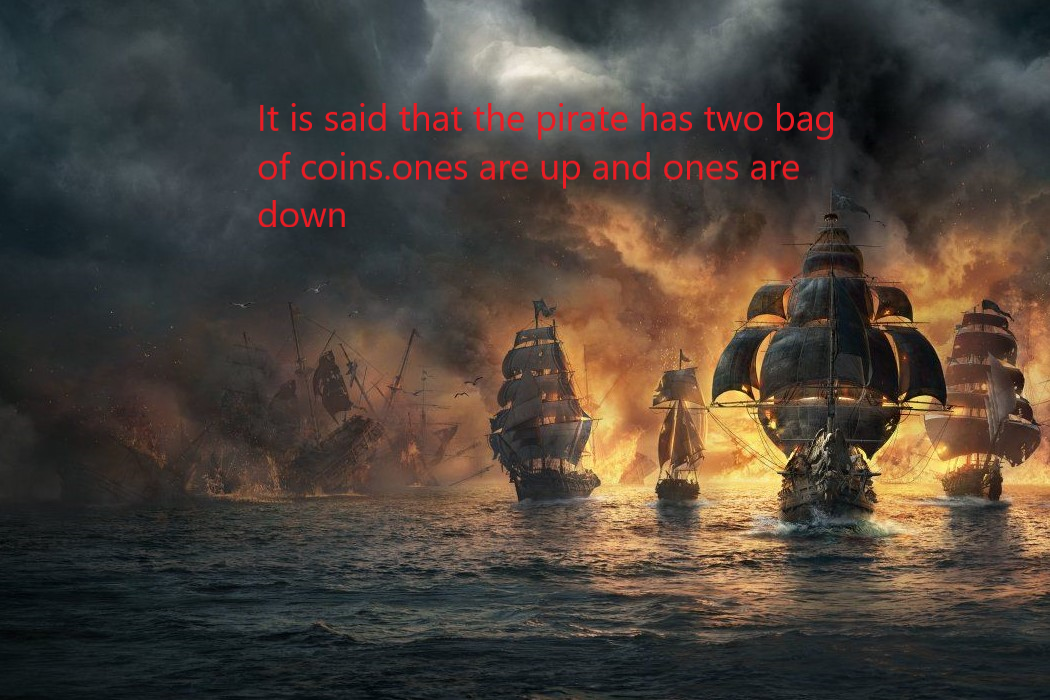 It is said that the pirate has two bag
of coins.ones are up and ones are
down